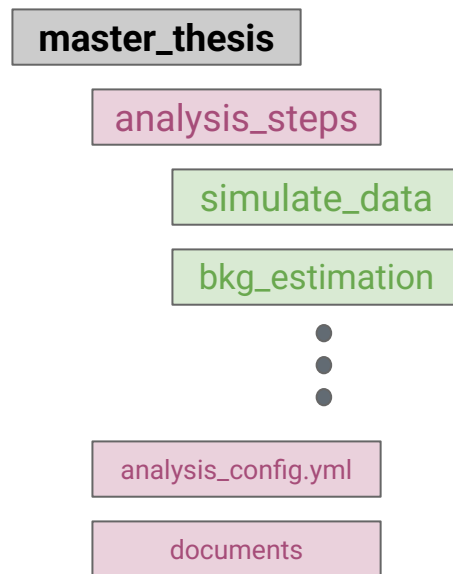 master_thesis
analysis_steps
simulate_data
bkg_estimation
analysis_config.yml
documents